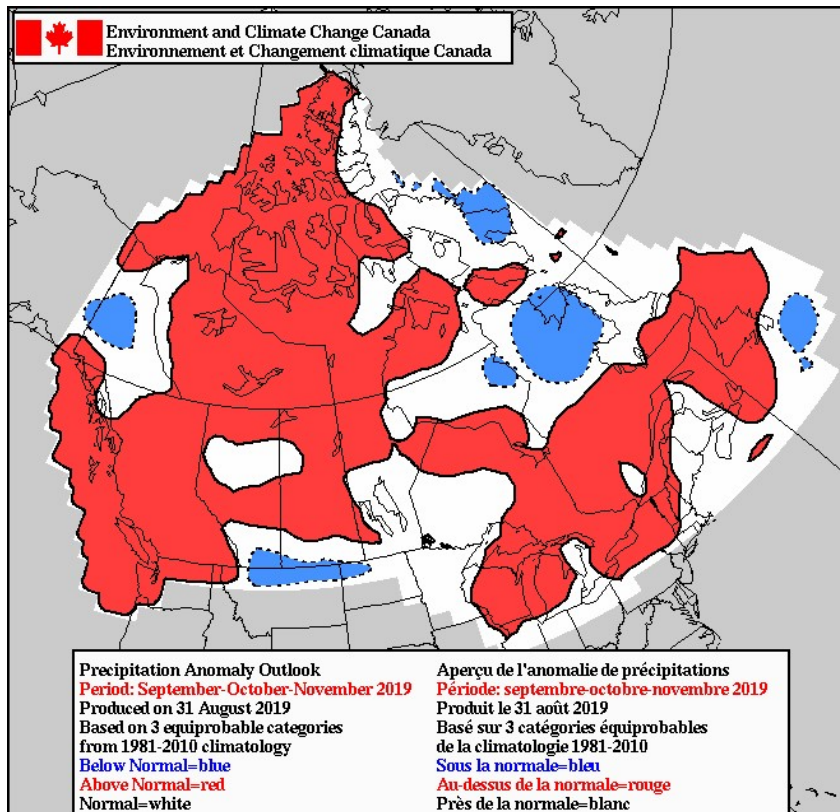 Environment and Climate Change Canada
Environnement et Changement climatique Canada
Precipitation Anomaly Outlook
Period: September-October-November 2019
Produced on 31 August 2019
Based on 3 equiprobable categories
from 1981-2010 climatology
Below Normal=blue
Above Normal=red
Normal=white
Aperçu de l'anomalie de précipitations
Période: septembre-octobre-novembre 2019
Produit le 31 août 2019
Basé sur 3 catégories équiprobables
de la climatologie 1981-2010
Sous la normale=bleu
Au-dessus de la normale=rouge
Près de la normale=blanc